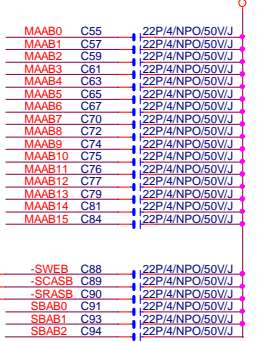 MAAB0 C55 22P/4/NPO/50V/J
MAAB1 C57 22P/4/NPO/50V/J
MAAB2 C59 22P/4/NPO/50V/J
MAAB3 C61 22P/4/NPO/50V/J
MAAB4 C63 22P/4/NPO/50V/J
MAAB5 C65 22P/4/NPO/50V/J
MAAB6 C67 22P/4/NPO/50V/J
MAAB7 C70 22P/4/NPO/50V/J
MAAB8 C72 22P/4/NPO/50V/J
MAAB9 C74 22P/4/NPO/50V/J
MAAB10 C75 22P/4/NPO/50V/J
MAAB11 C76 22P/4/NPO/50V/J
MAAB12 C77 22P/4/NPO/50V/J
MAAB13 C79 22P/4/NPO/50V/J
MAAB14 C81 22P/4/NPO/50V/J
MAAB15 C84 22P/4/NPO/50V/J
-SWEB C88 22P/4/NPO/50V/J
-SCASB C89 22P/4/NPO/50V/J
-SRASB C90 22P/4/NPO/50V/J
SBAB0 C91 22P/4/NPO/50V/J
SBAB1 C93 22P/4/NPO/50V/J
SBAB2 C94 22P/4/NPO/50V/J